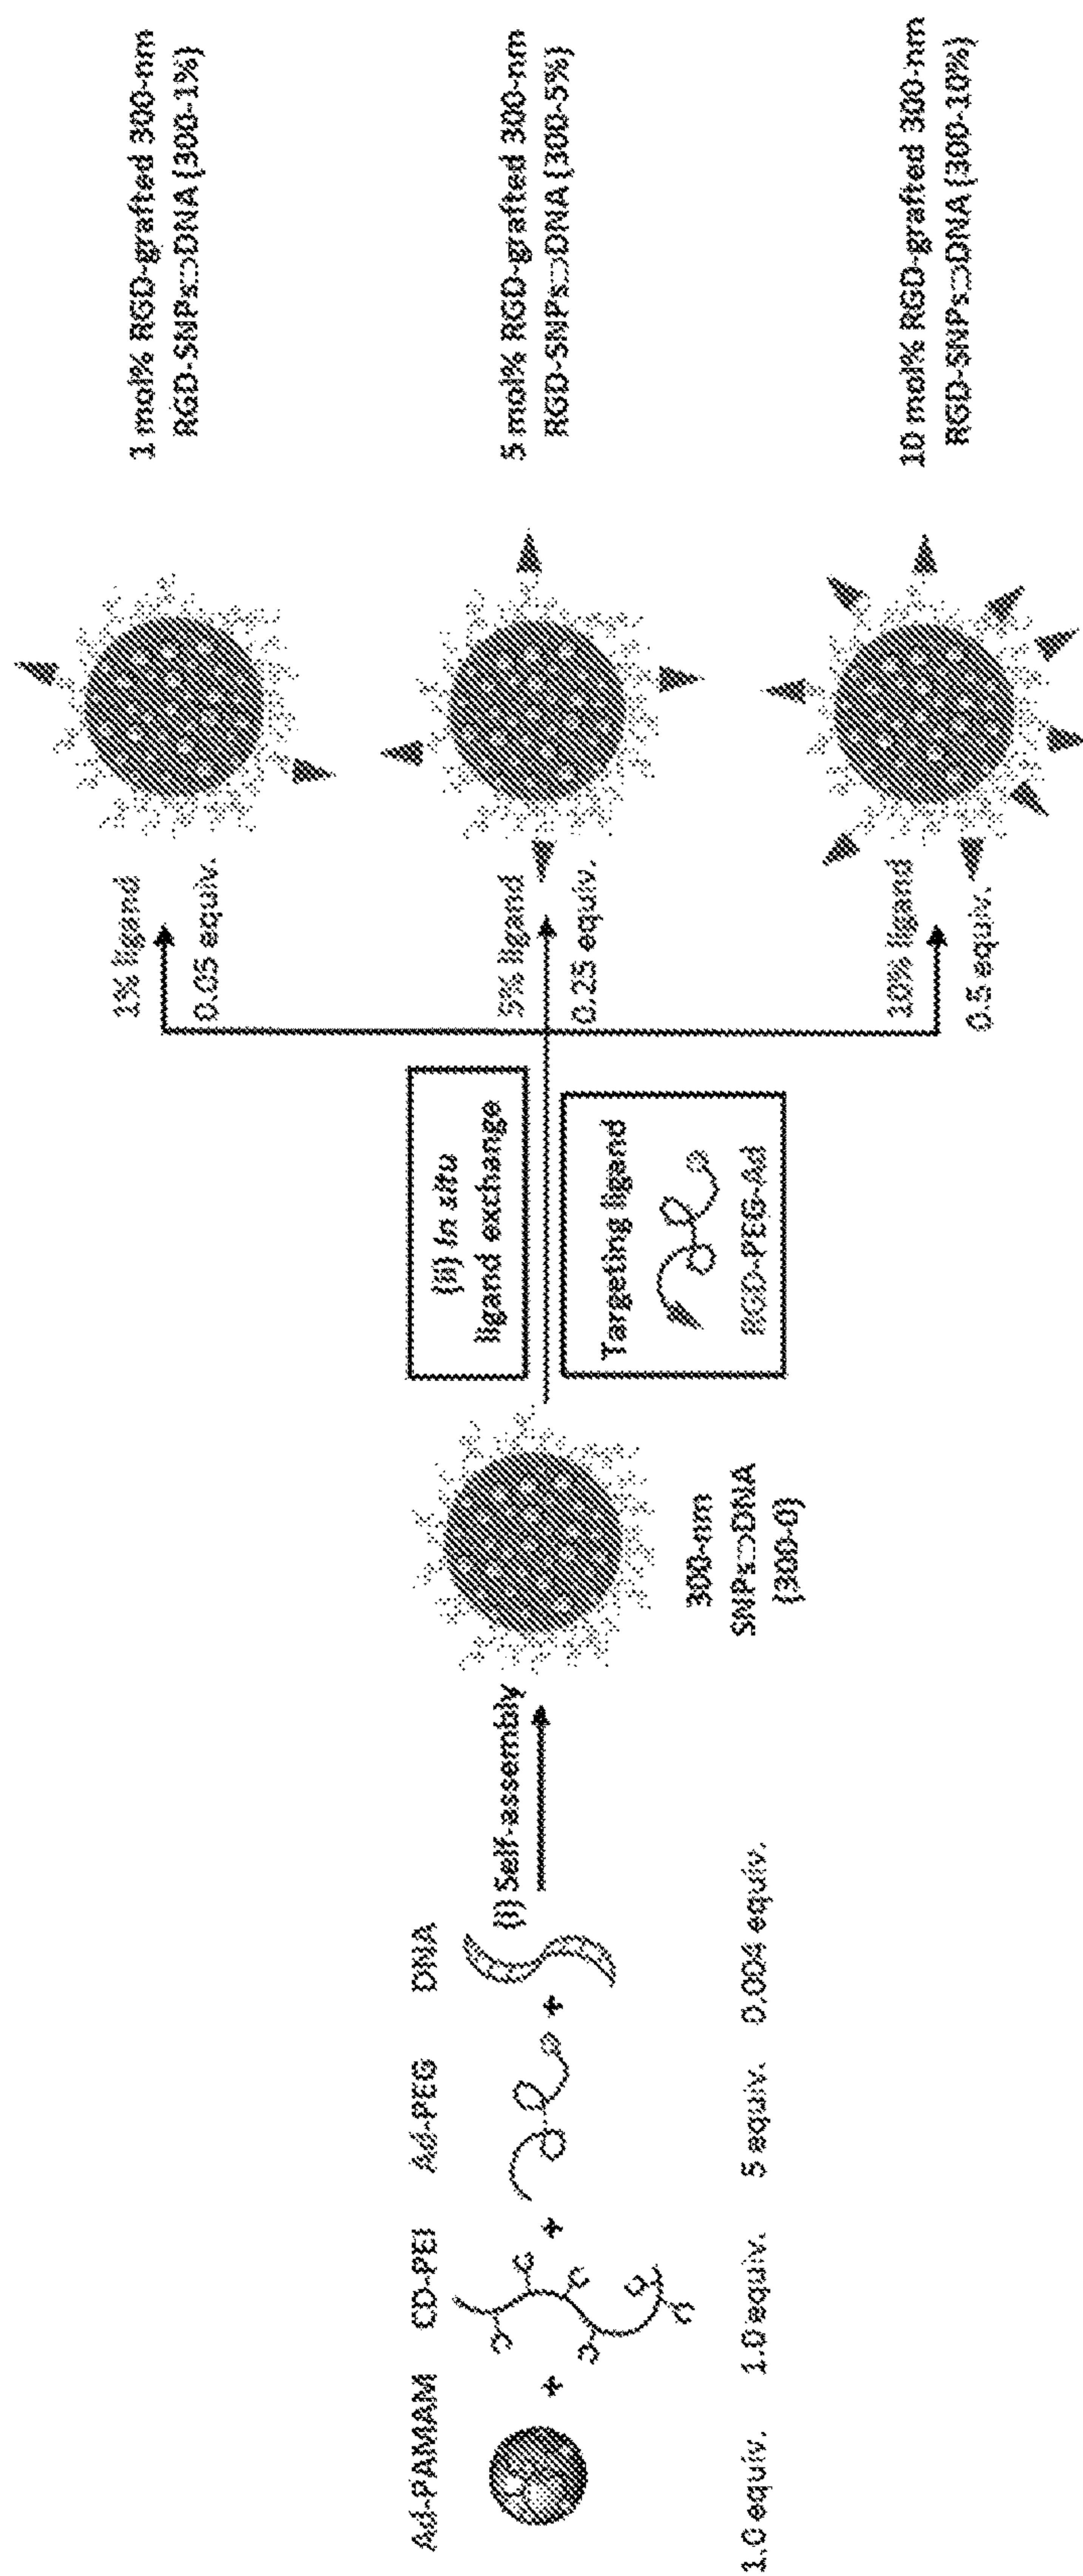 Ad-PAMAM
CD-PEI
Ad-PEG
DNA
+
+
+
1.0 equiv.
1.0 equiv.
5 equiv.
0.004 equiv.
(i) Self-assembly
300-nm
SNPs⊃DNA
(300-0)
(ii) In situ
ligand exchange
Targeting ligand
RGD-PEG-Ad
1% ligand
0.05 equiv.
1 mol% RGD-grafted 300-nm
RGD-SNPs⊃DNA (300-1%)
5% ligand
0.25 equiv.
5 mol% RGD-grafted 300-nm
RGD-SNPs⊃DNA (300-5%)
10% ligand
0.5 equiv.
10 mol% RGD-grafted 300-nm
RGD-SNPs⊃DNA (300-10%)